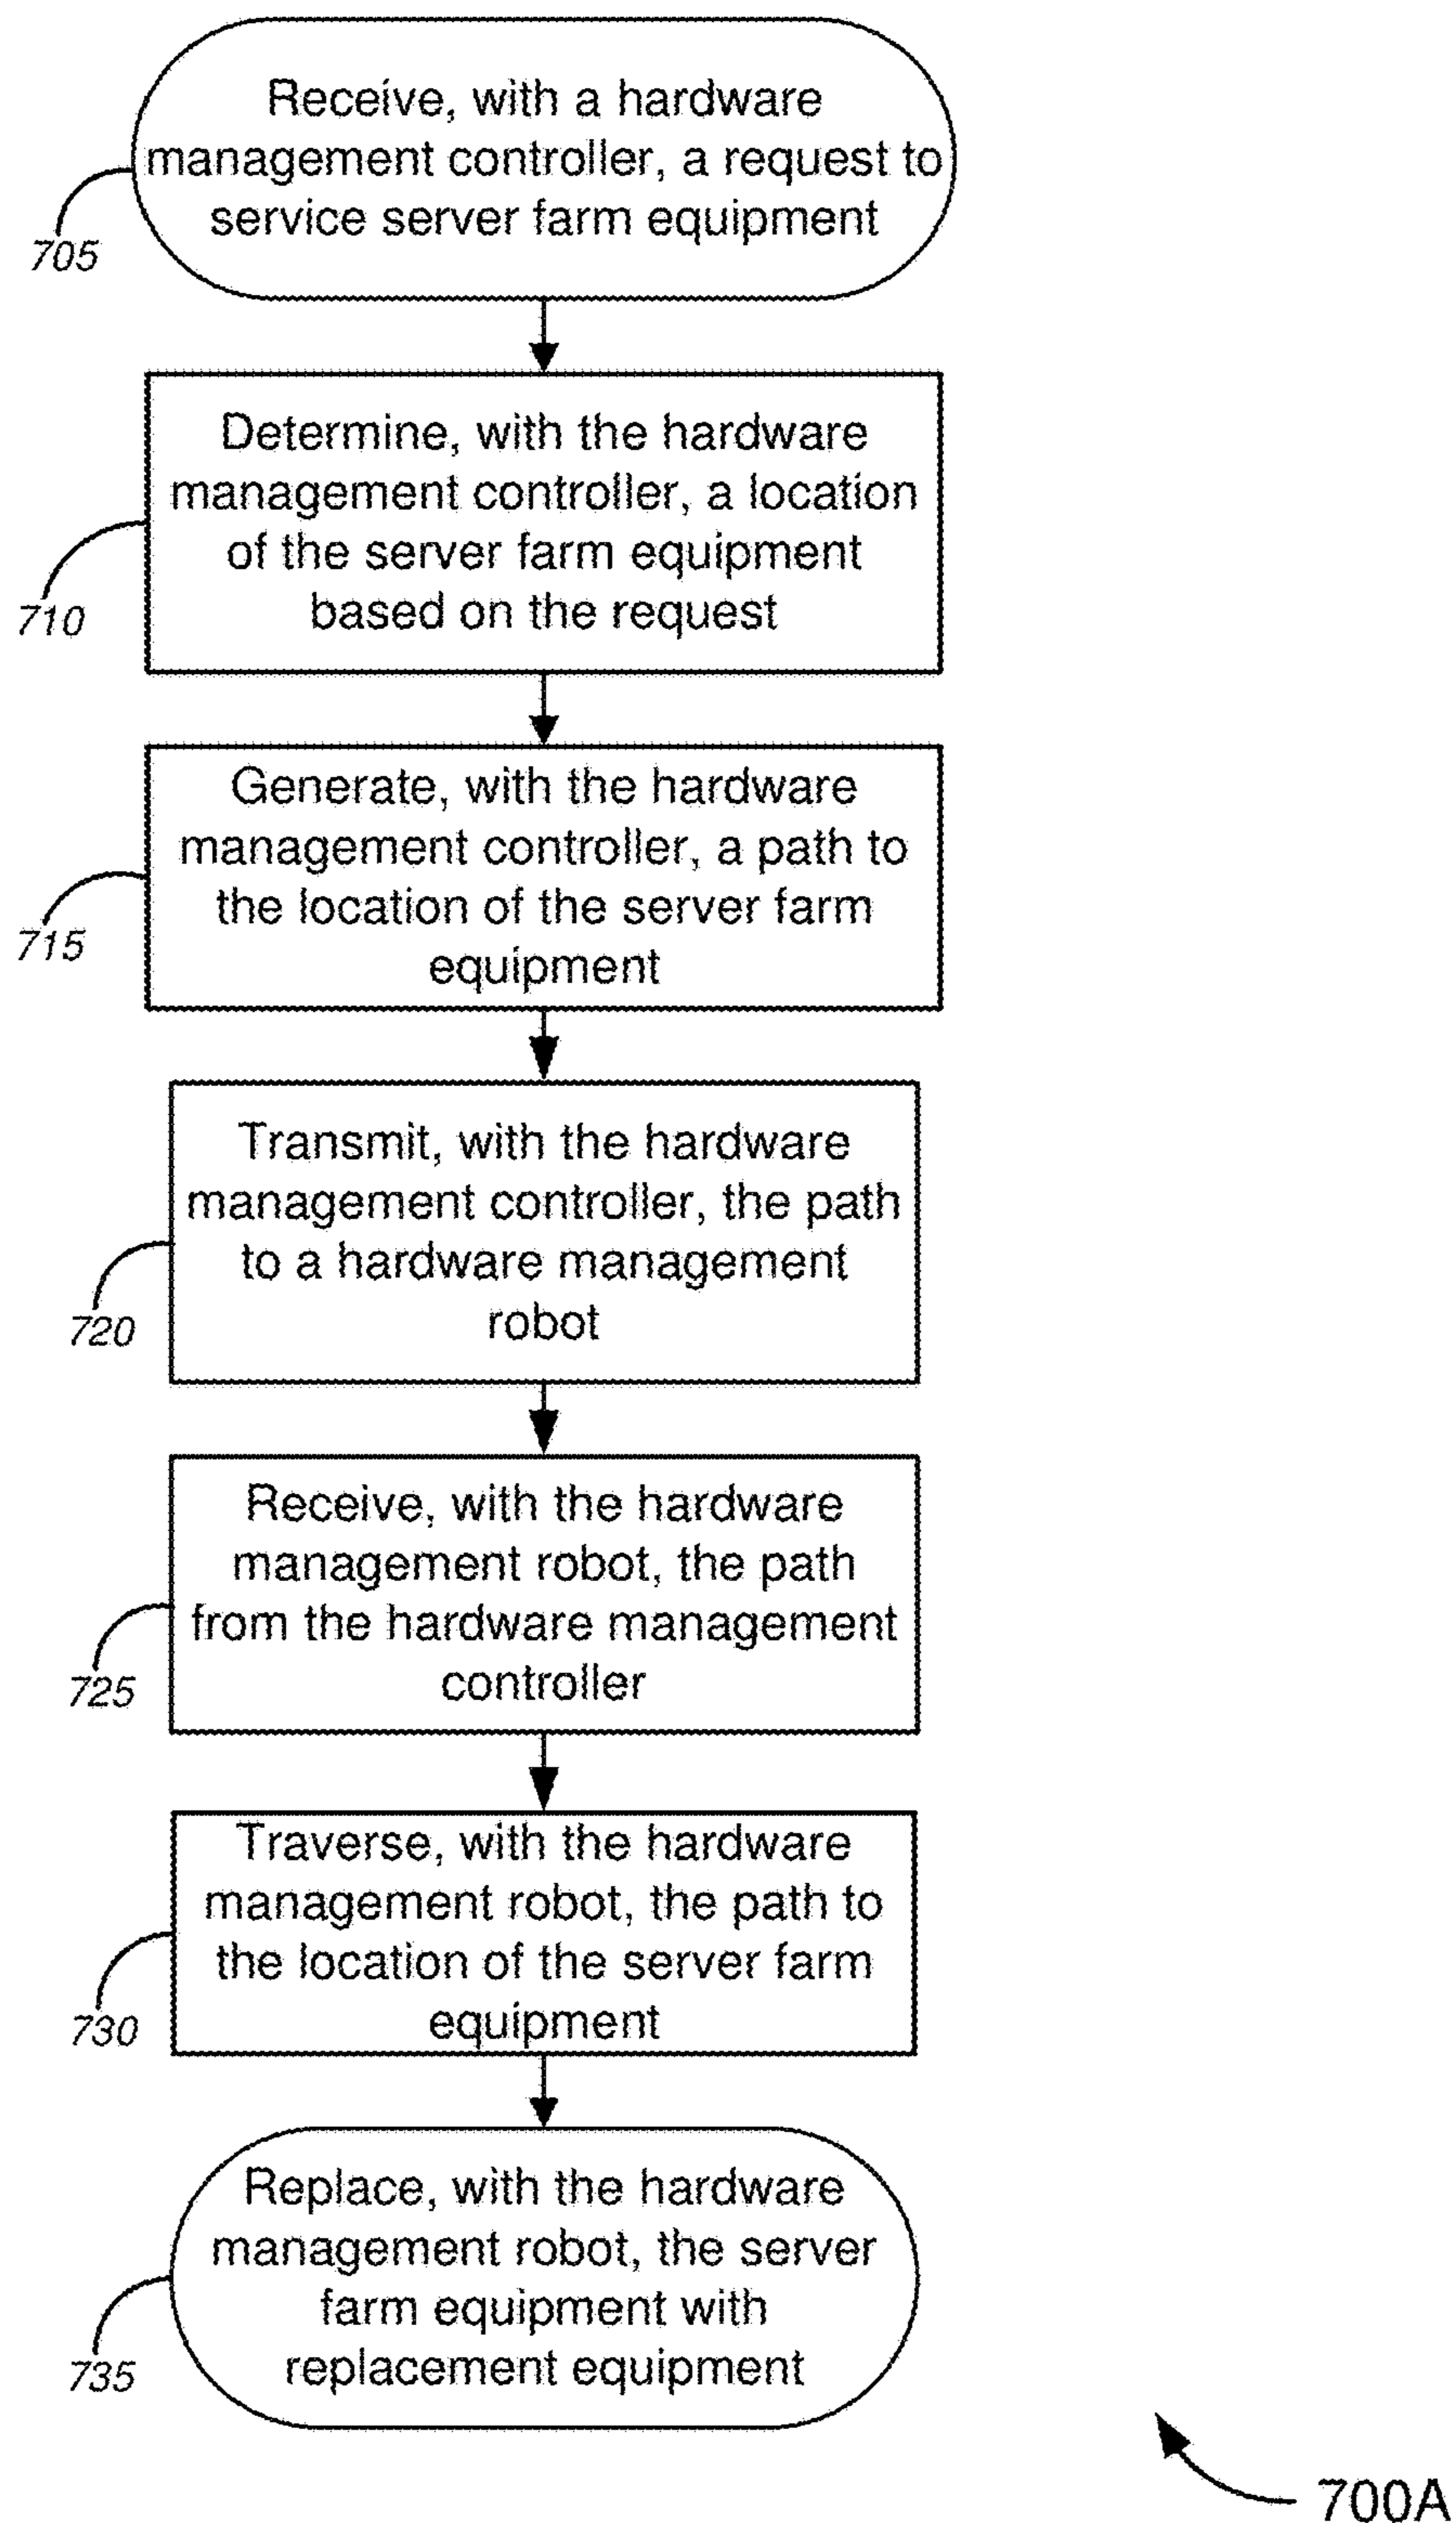 Receive, with a hardware
management controller, a request to
service server farm equipment
705
Determine, with the hardware
management controller, a location
of the server farm equipment
based on the request
710
Generate, with the hardware
management controller, a path to
the location of the server farm
equipment
715
Transmit, with the hardware
management controller, the path
to a hardware management
robot
720
Receive, with the hardware
management robot, the path
from the hardware management
controller
725
Traverse, with the hardware
management robot, the path to
the location of the server farm
equipment
730
Replace, with the hardware
management robot, the server
farm equipment with
replacement equipment
735
700A